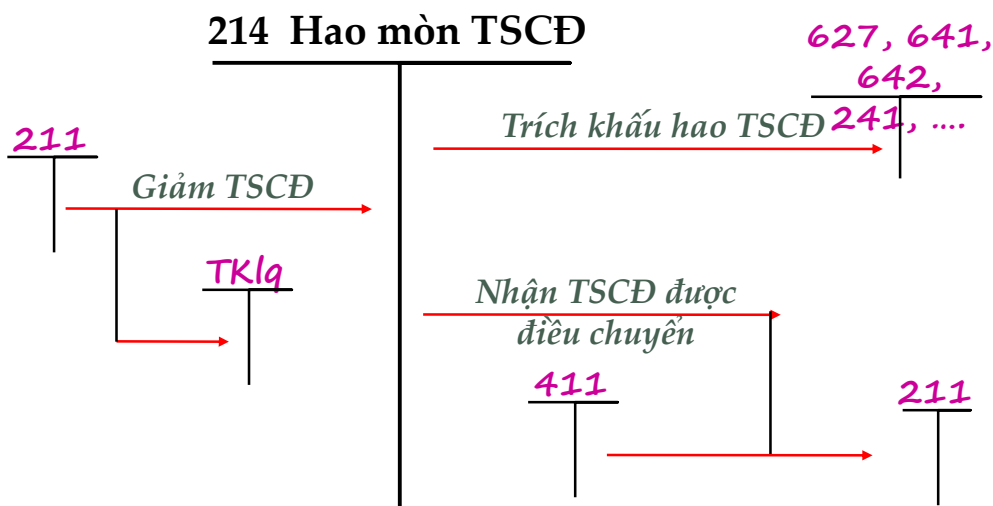 214 Hao mòn TSCĐ
627, 641,
642,
241, ....
Trích khấu hao TSCĐ
211
Giảm TSCĐ
TKlq
Nhận TSCĐ được
điều chuyển
411
211